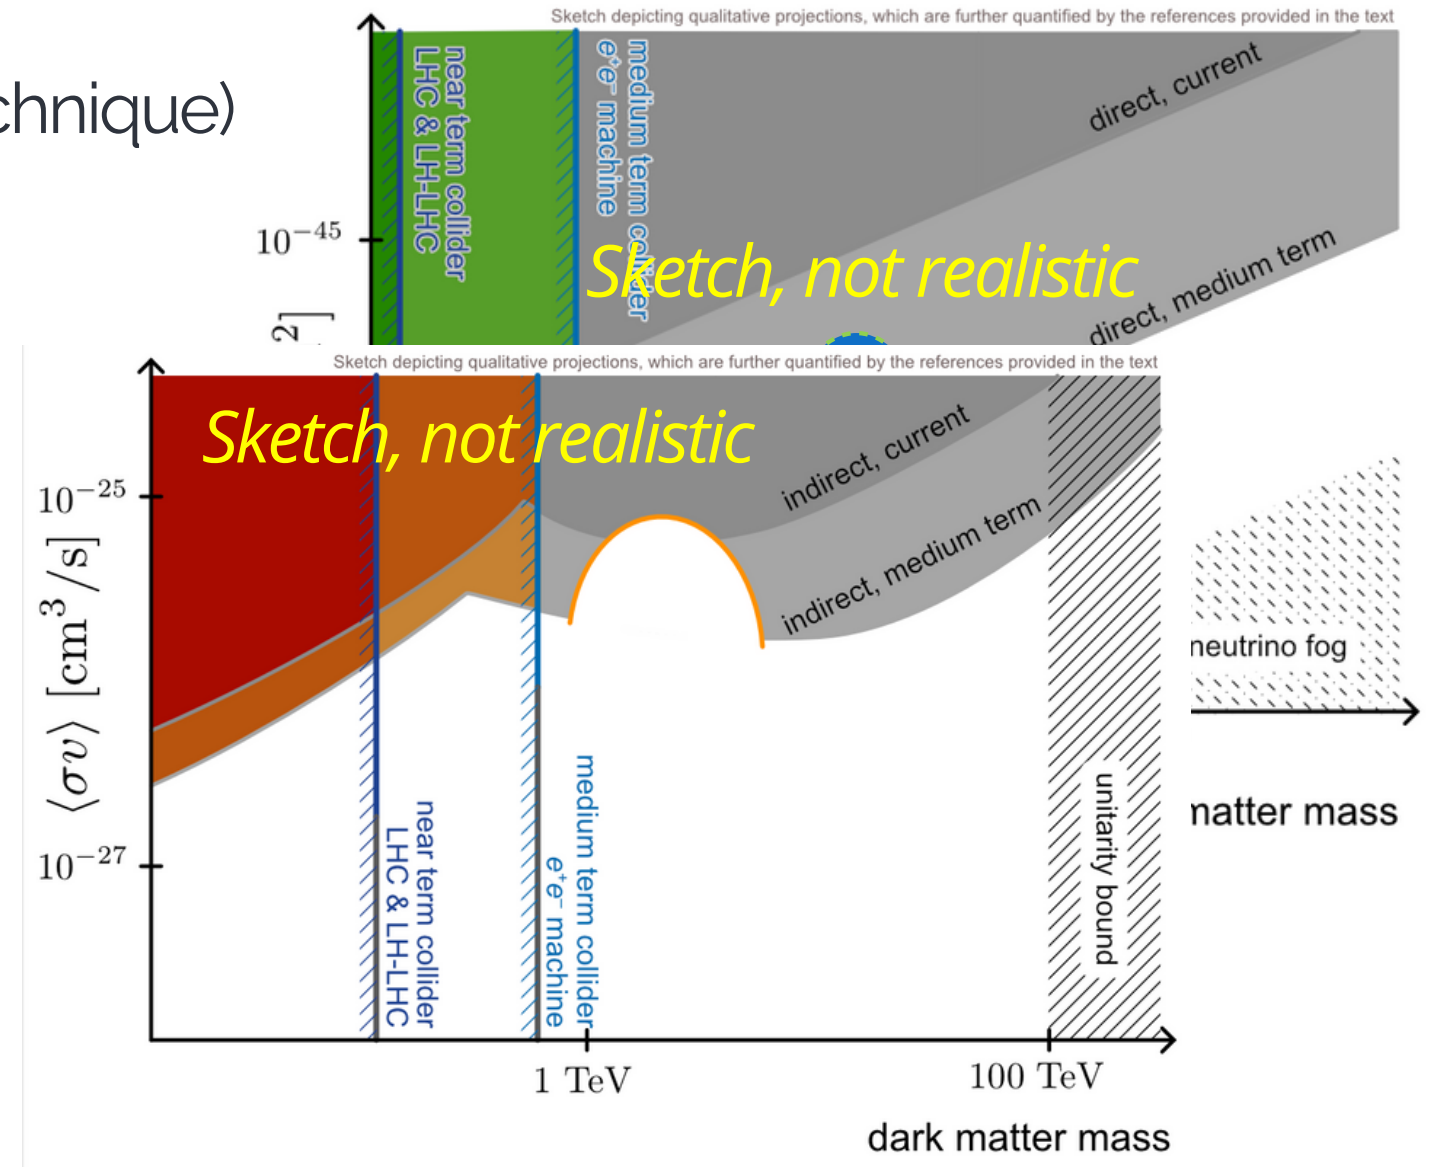 Sketch depicting qualitative projections, which are further quantified by the references provided in the text
chnique)
near term collider
LHC & LH-LHC
medium term collider
e⁺e⁻ machine
direct, current
10⁻⁴⁵
Sketch, not realistic
direct, medium term
2]
Sketch depicting qualitative projections, which are further quantified by the references provided in the text
Sketch, not realistic
indirect, current
10⁻²⁵
indirect, medium term
⟨σv⟩ [cm³/s]
neutrino fog
near term collider
LHC & LH-LHC
medium term collider
e⁺e⁻ machine
unitarity bound
matter mass
10⁻²⁷
1 TeV
100 TeV
dark matter mass